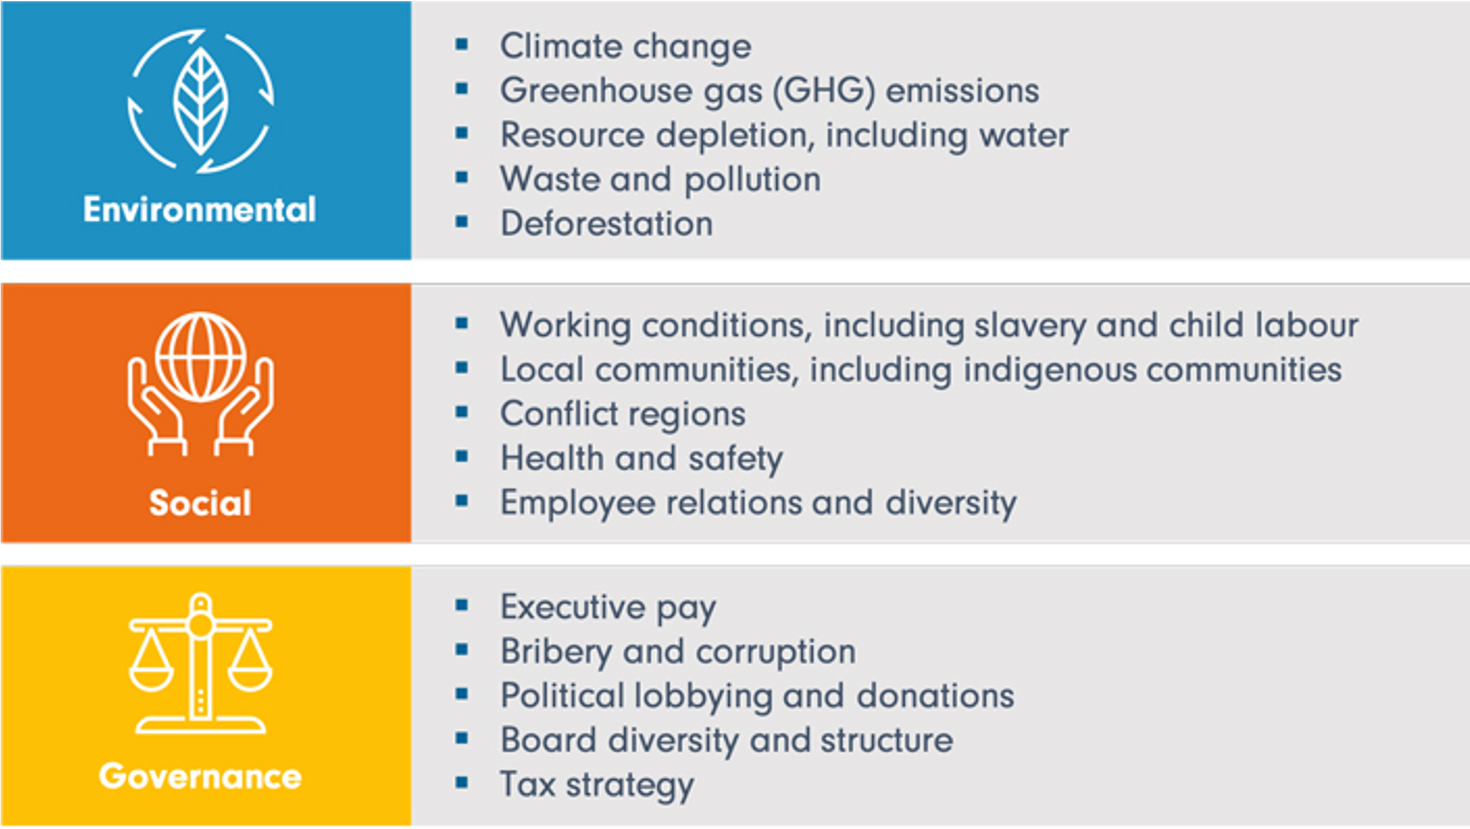 Environmental
Climate change
Greenhouse gas (GHG) emissions
Resource depletion, including water
Waste and pollution
Deforestation
Social
Working conditions, including slavery and child labour
Local communities, including indigenous communities
Conflict regions
Health and safety
Employee relations and diversity
Governance
Executive pay
Bribery and corruption
Political lobbying and donations
Board diversity and structure
Tax strategy